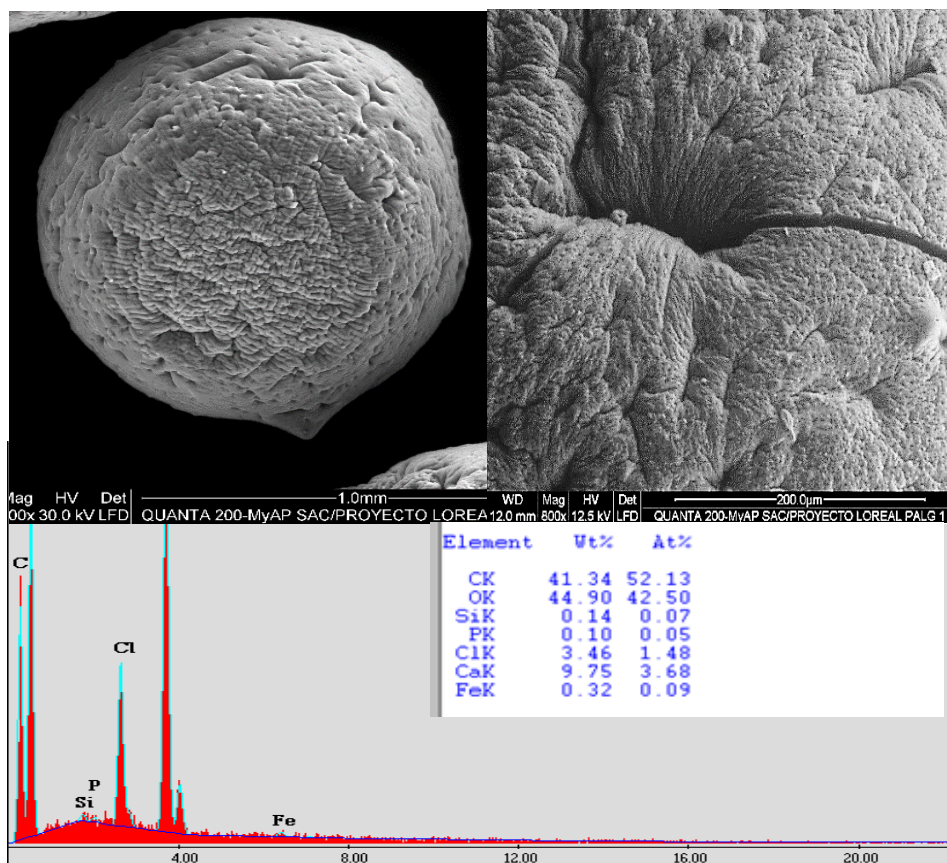 Mag HV Det 1.0mm
00x 30.0 kV LFD QUANTA 200-MyAP SAC/PROYECTO LOREA
WD Mag HV Det 200.0µm
12.0 mm 800x 12.5 kV LFD QUANTA 200-MyAP SAC/PROYECTO LOREAL PALG 1
Element Wt% At%
CK 41.34 52.13
OK 44.90 42.50
SiK 0.14 0.07
PK 0.10 0.05
ClK 3.46 1.48
CaK 9.75 3.68
FeK 0.32 0.09
C
Cl
P
Si
Fe
4.00 8.00 12.00 16.00 20.00